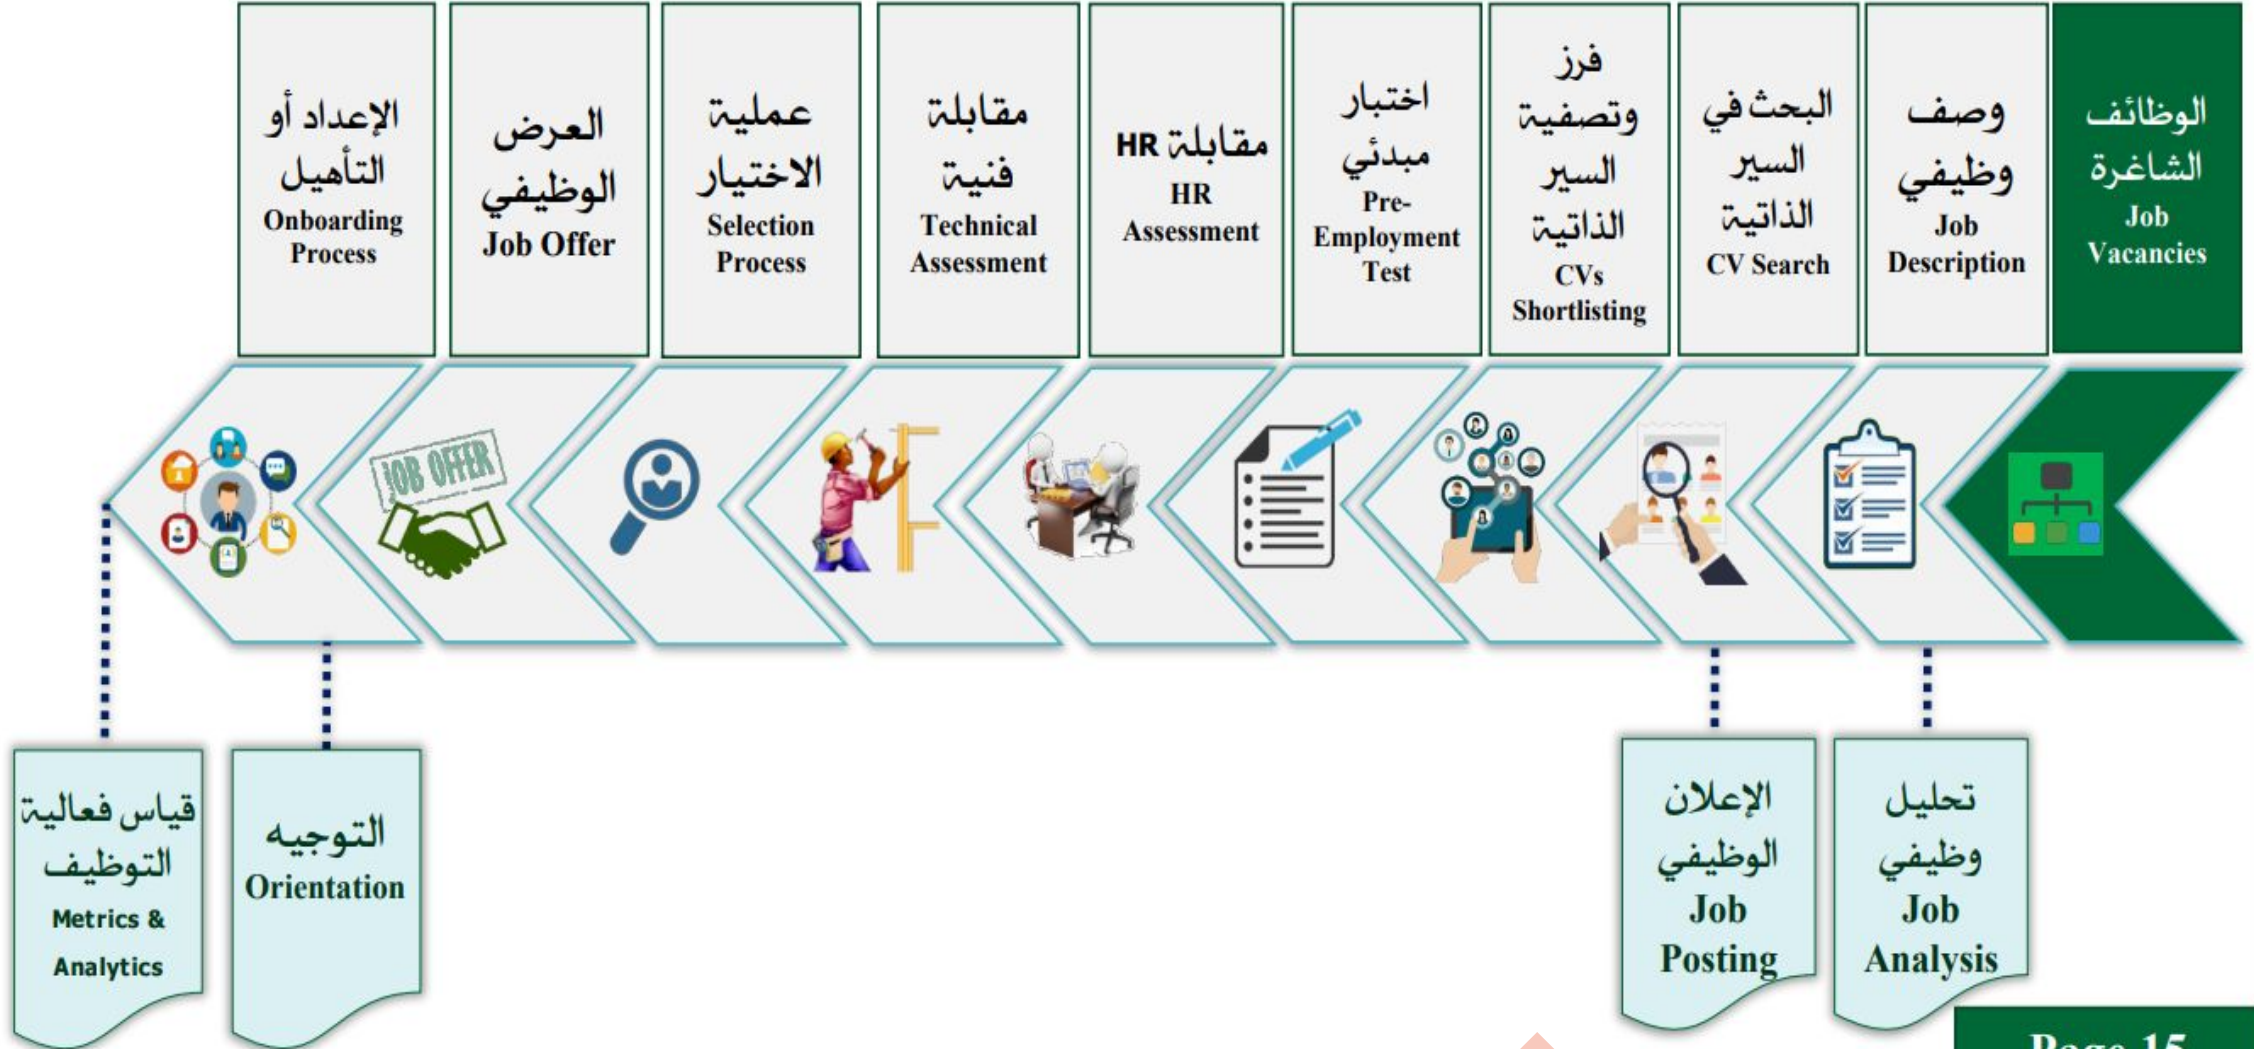 الوظائف
الشاغرة
Job
Vacancies
وصف
وظيفي
Job
Description
البحث في
السير
الذاتية
CV Search
فرز
وتصفية
السير
الذاتية
CVs
Shortlisting
اختبار
مبدئي
Pre-
Employment
Test
مقابلة HR
HR
Assessment
مقابلة
فنية
Technical
Assessment
عملية
الاختيار
Selection
Process
العرض
الوظيفي
Job Offer
الإعداد أو
التأهيل
Onboarding
Process
JOB OFFER
تحليل
وظيفي
Job
Analysis
الإعلان
الوظيفي
Job
Posting
التوجيه
Orientation
قياس فعالية
التوظيف
Metrics &
Analytics
Page 15